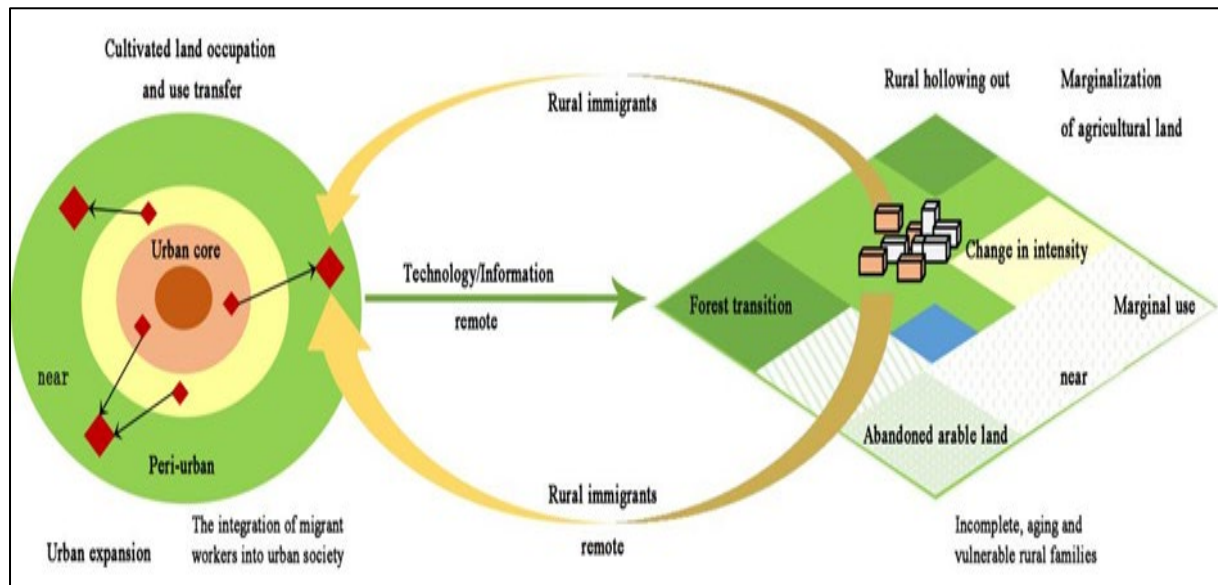 Cultivated land occupation
and use transfer
Urban core
near
Peri-urban
Urban expansion
The integration of migrant
workers into urban society
Rural immigrants
Technology/Information
remote
Rural immigrants
remote
Rural hollowing out
Marginalization
of agricultural land
Change in intensity
Forest transition
Marginal use
near
Abandoned arable land
Incomplete, aging and
vulnerable rural families